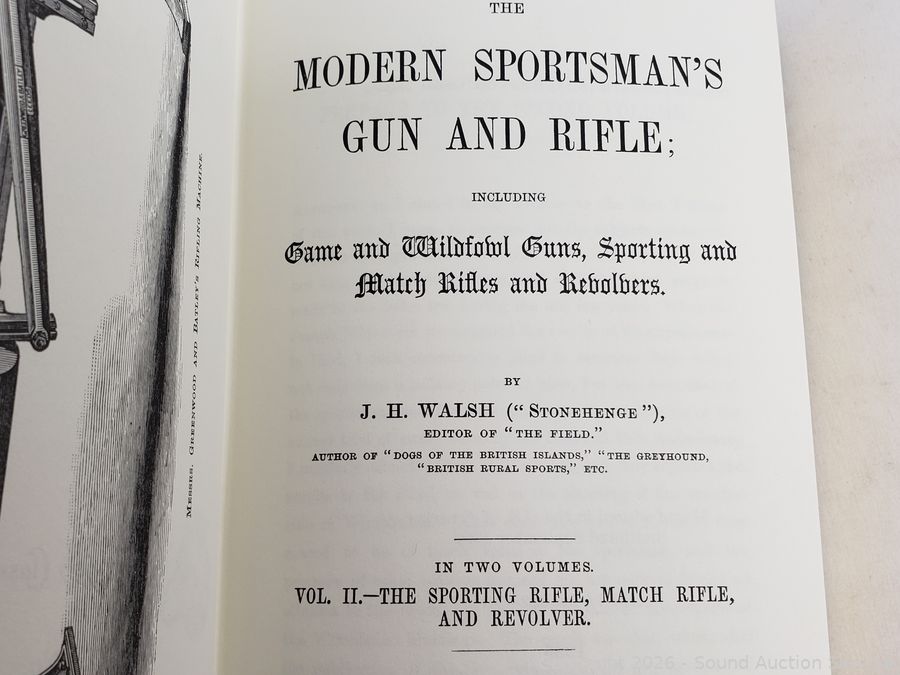 THE
MODERN SPORTSMAN'S
GUN AND RIFLE;
INCLUDING
Game and Wildfowl Guns, Sporting and
Match Rifles and Revolvers.
BY
J. H. WALSH (“STONEHENGE”),
EDITOR OF “THE FIELD.”
AUTHOR OF “DOGS OF THE BRITISH ISLANDS,” “THE GREYHOUND,
“BRITISH RURAL SPORTS,” ETC.
IN TWO VOLUMES.
VOL. II.—THE SPORTING RIFLE, MATCH RIFLE,
AND REVOLVER.
MESSRS. GREENWOOD AND BATLEY'S RIFLING MACHINE.
2026 - Sound Auction